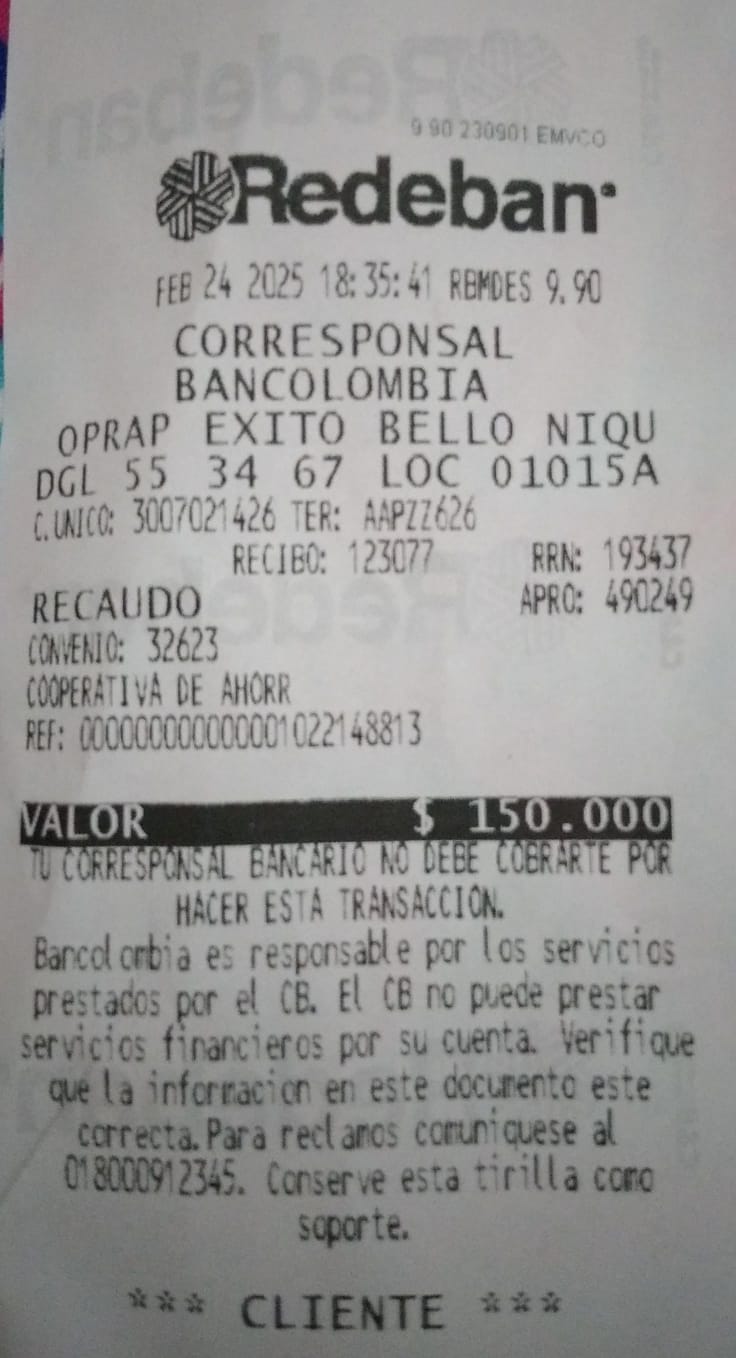 9 90 230901 EMVCO
Redeban
FEB 24 2025 18:35:41 RBMDES 9.90
CORRESPONSAL
BANCOLOMBIA
OPRAP EXITO BELLO NIQU
DGL 55 34 67 LOC 01015A
C.UNICO: 3007021426 TER: AAPZZ626
RECIBO: 123077 RRN: 193437
RECAUDO APRO: 490249
CONVENIO: 32623
COOPERATIVA DE AHORR
REF: 000000000000001022148813
VALOR $ 150.000
TU CORRESPONSAL BANCARIO NO DEBE COBRARTE POR
HACER ESTA TRANSACCION.
Bancolombia es responsable por los servicios
prestados por el CB. El CB no puede prestar
servicios financieros por su cuenta. Verifique
que la informacion en este documento este
correcta.Para reclamos comuniquese al
018000912345. Conserve esta tirilla como
soporte.
*** CLIENTE ***